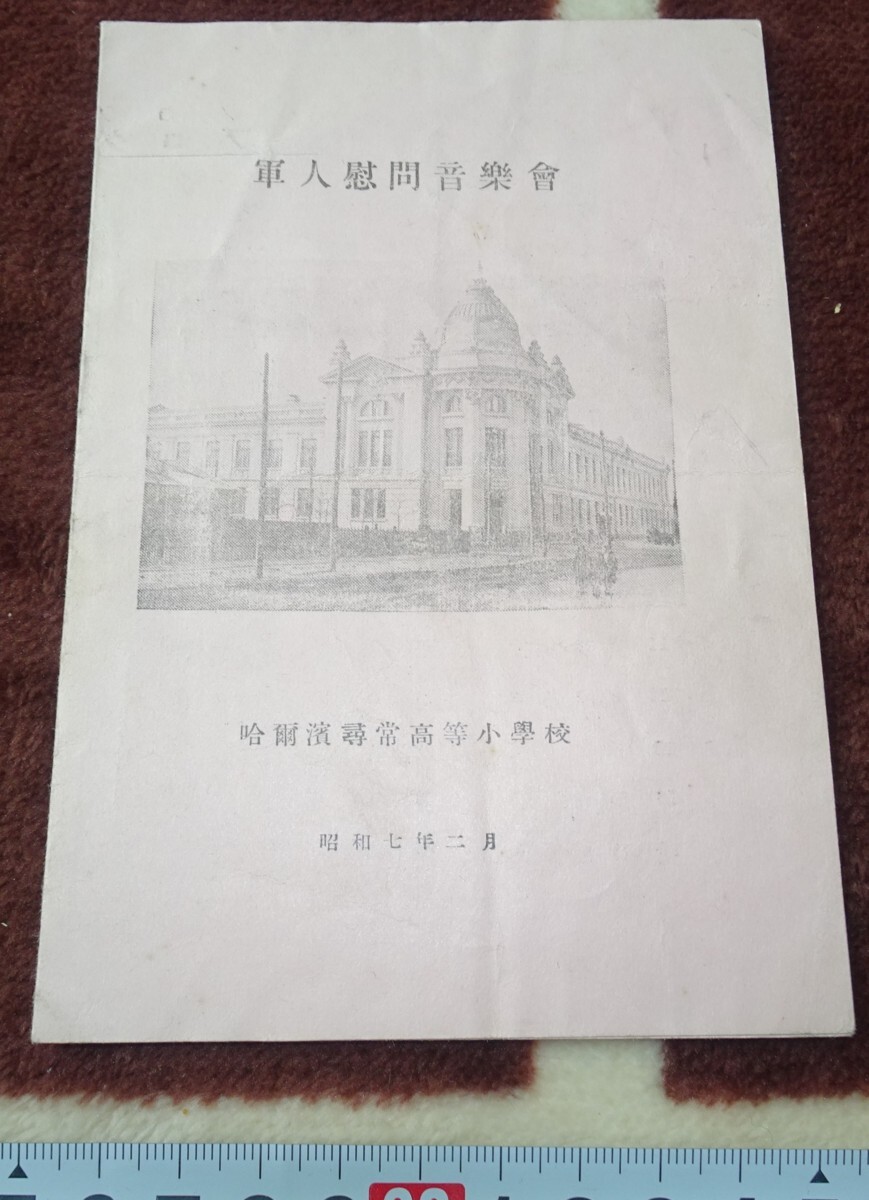 軍人慰問音樂會
哈爾濱尋常高等小學校
昭和七年二月